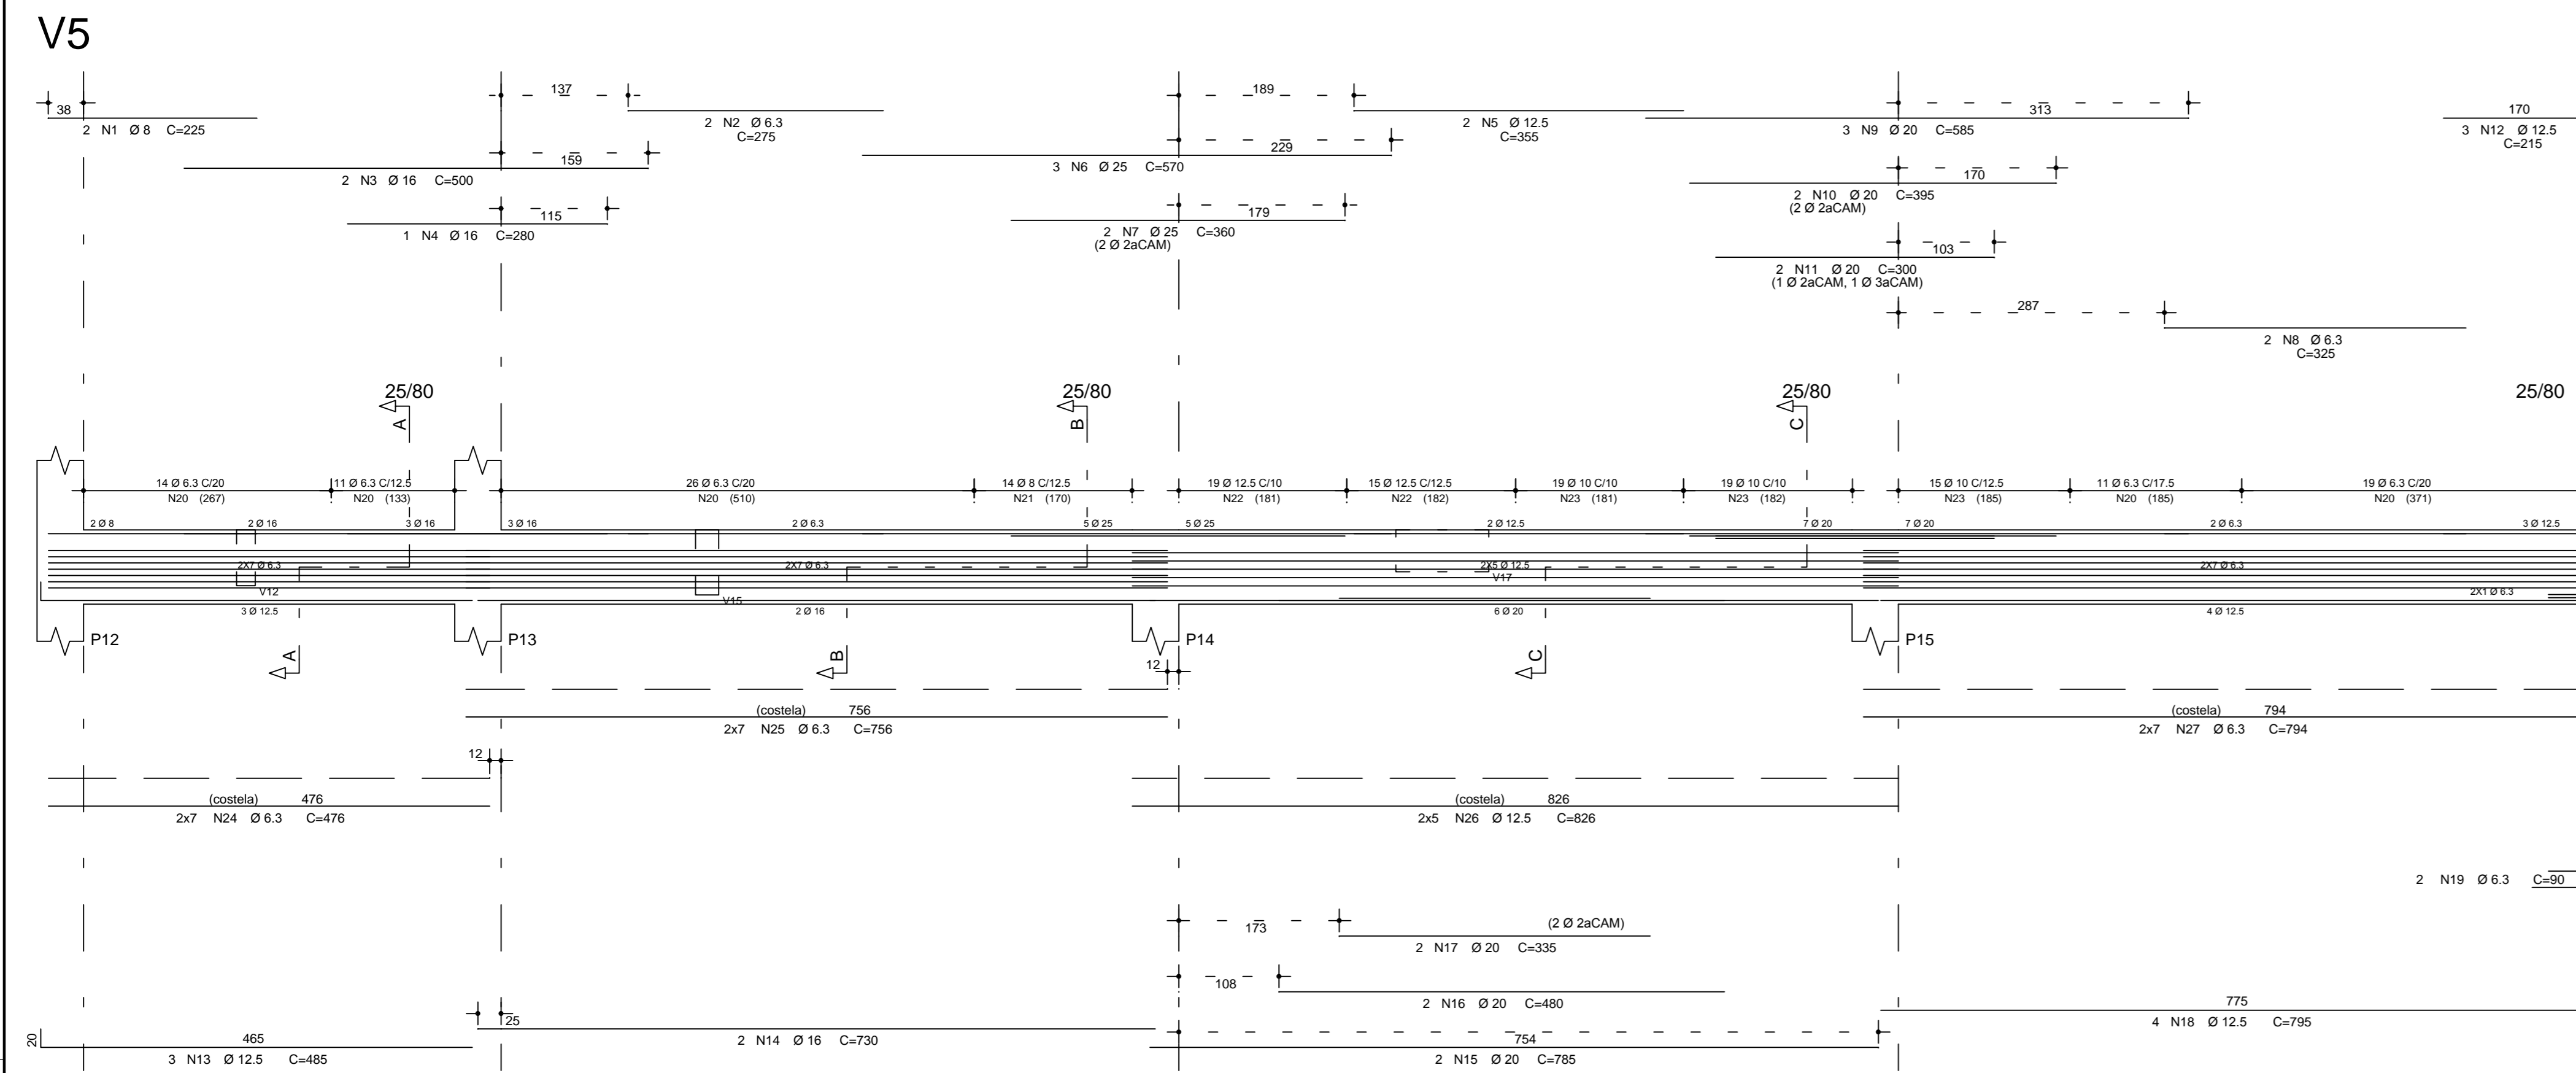 V5
38
2 N1 Ø 8 C=225
137
2 N2 Ø 6.3
C=275
159
2 N3 Ø 16 C=500
115
1 N4 Ø 16 C=280
189
2 N5 Ø 12.5
C=355
229
3 N6 Ø 25 C=570
179
2 N7 Ø 25 C=360
(2 Ø 2aCAM)
313
3 N9 Ø 20 C=585
170
2 N10 Ø 20 C=395
(2 Ø 2aCAM)
103
2 N11 Ø 20 C=300
(1 Ø 2aCAM, 1 Ø 3aCAM)
287
2 N8 Ø 6.3
C=325
170
3 N12 Ø 12.5
C=215
25/80
A
25/80
B
25/80
C
25/80
14 Ø 6.3 C/20
N20 (267)
11 Ø 6.3 C/12.5
N20 (133)
26 Ø 6.3 C/20
N20 (510)
14 Ø 8 C/12.5
N21 (170)
19 Ø 12.5 C/10
N22 (181)
15 Ø 12.5 C/12.5
N22 (182)
19 Ø 10 C/10
N23 (181)
19 Ø 10 C/10
N23 (182)
15 Ø 10 C/12.5
N23 (185)
11 Ø 6.3 C/17.5
N20 (185)
19 Ø 6.3 C/20
N20 (371)
2 Ø 8
2 Ø 16
3 Ø 16
3 Ø 16
2 Ø 6.3
5 Ø 25
5 Ø 25
2 Ø 12.5
7 Ø 20
7 Ø 20
2 Ø 6.3
3 Ø 12.5
2X7 Ø 6.3
2X7 Ø 6.3
2X5 Ø 12.5
2X7 Ø 6.3
V12
V15
V17
2X1 Ø 6.3
3 Ø 12.5
2 Ø 16
6 Ø 20
4 Ø 12.5
P12
P13
P14
P15
A
B
C
12
(costela) 756
2x7 N25 Ø 6.3 C=756
(costela) 794
2x7 N27 Ø 6.3 C=794
12
(costela) 476
2x7 N24 Ø 6.3 C=476
(costela) 826
2x5 N26 Ø 12.5 C=826
2 N19 Ø 6.3 C=90
173
(2 Ø 2aCAM)
2 N17 Ø 20 C=335
108
2 N16 Ø 20 C=480
20
465
3 N13 Ø 12.5 C=485
25
2 N14 Ø 16 C=730
754
2 N15 Ø 20 C=785
775
4 N18 Ø 12.5 C=795